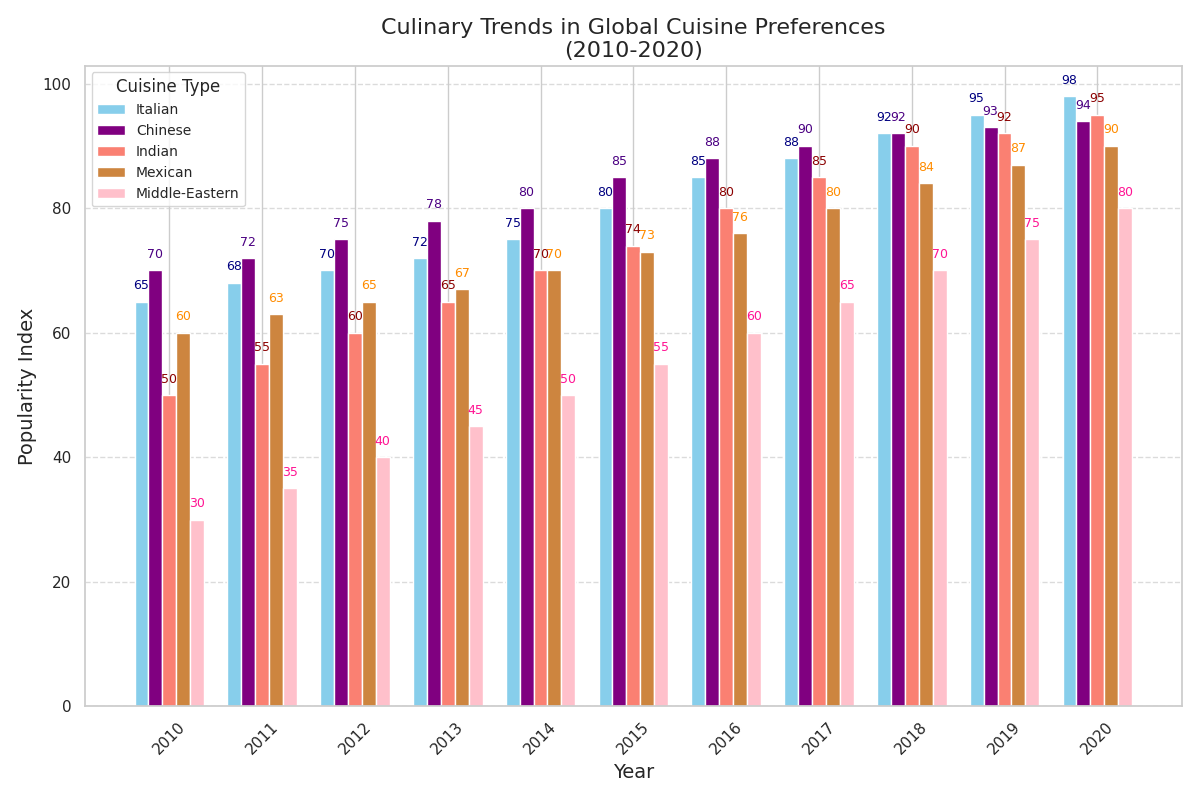 Culinary Trends in Global Cuisine Preferences
(2010-2020)
Cuisine Type
Italian
Chinese
Indian
Mexican
Middle-Eastern
Popularity Index
100
80
60
40
20
0
65 70 50 60 30
68 72 55 63 35
70 75 60 65 40
72 78 65 67 45
75 80 70 70 50
80 85 74 73 55
85 88 80 76 60
88 90 85 80 65
92 92 90 84 70
95 93 92 87 75
98 94 95 90 80
2010 2011 2012 2013 2014 2015 2016 2017 2018 2019 2020
Year